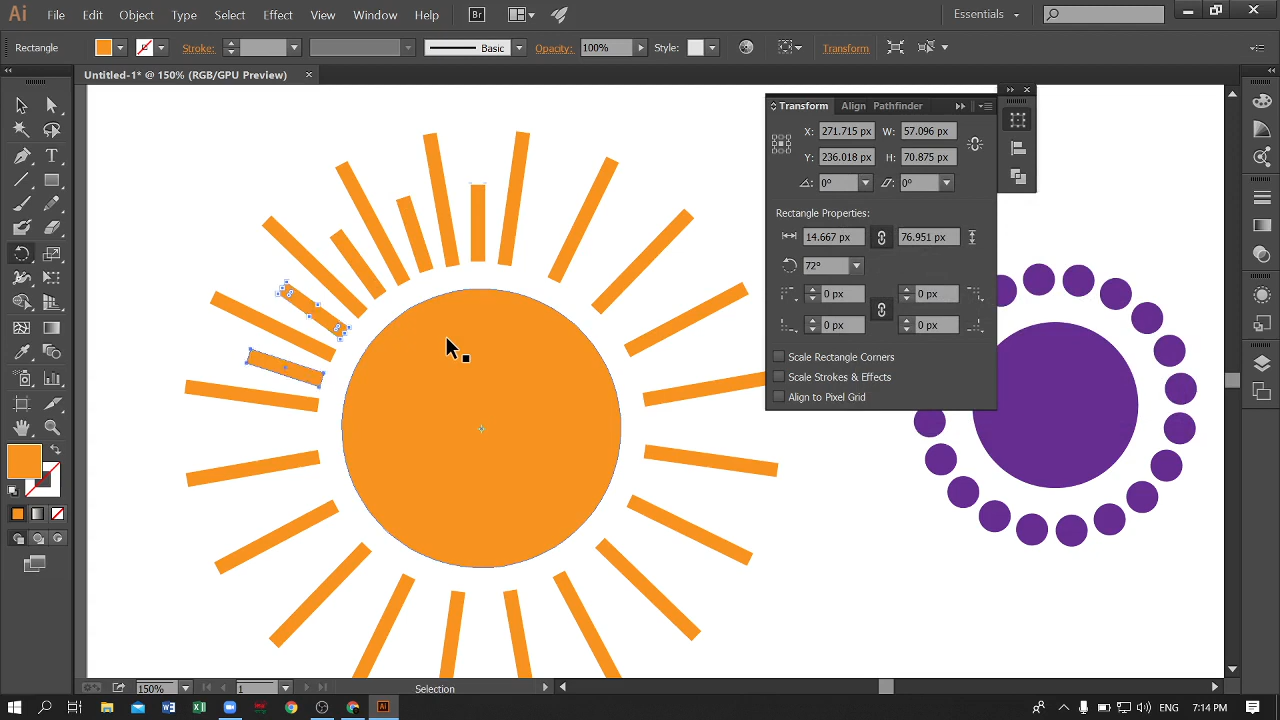 Ai File Edit Object Type Select Effect View Window Help Br Essentials
Rectangle Stroke: Basic Opacity: 100% Style: Transform
Untitled-1* @ 150% (RGB/GPU Preview)
Transform Align Pathfinder
X: 271.715 px W: 57.096 px
Y: 236.018 px H: 70.875 px
0° 0°
Rectangle Properties:
14.667 px 76.951 px
72°
0 px 0 px
0 px 0 px
Scale Rectangle Corners
Scale Strokes & Effects
Align to Pixel Grid
150% 1 Selection
Ai ENG 7:14 PM